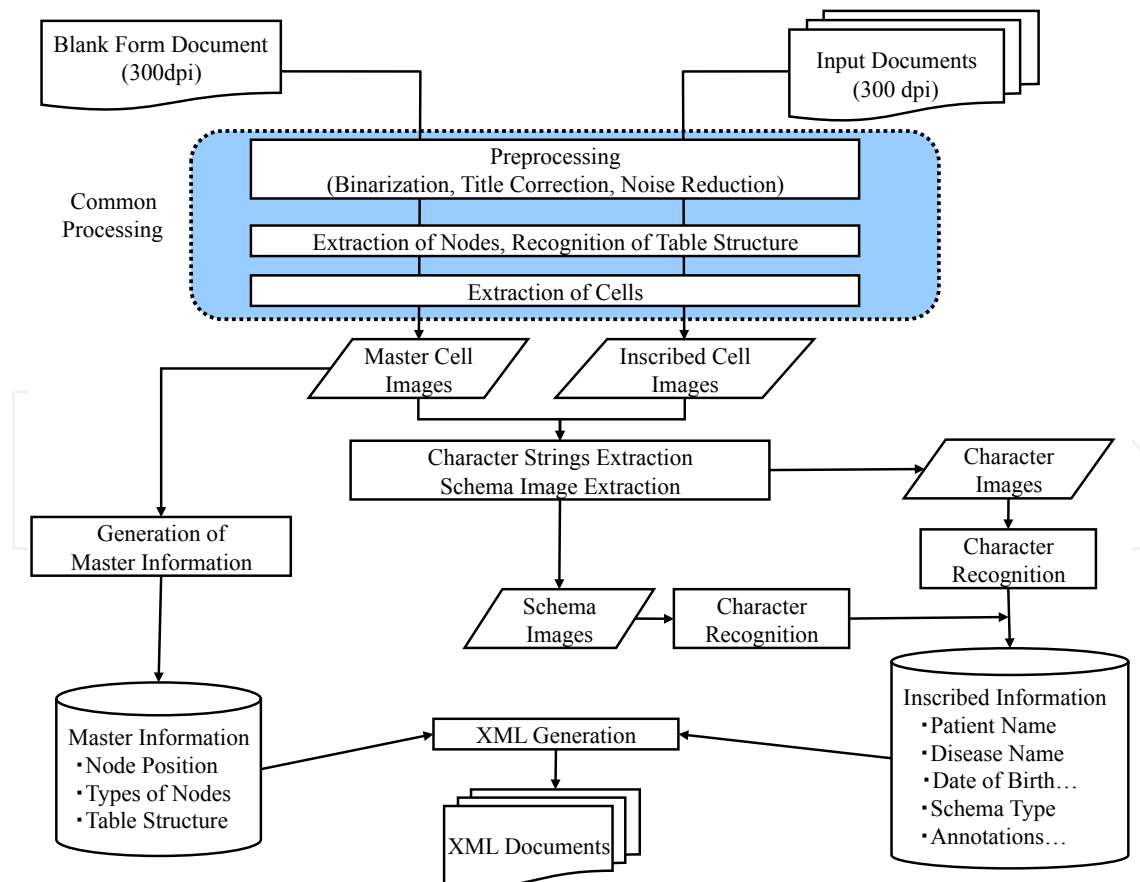 Blank Form Document
(300dpi)
Input Documents
(300 dpi)
Common
Processing
Preprocessing
(Binarization, Title Correction, Noise Reduction)
Extraction of Nodes, Recognition of Table Structure
Extraction of Cells
Master Cell
Images
Inscribed Cell
Images
Character Strings Extraction
Schema Image Extraction
Character
Images
Generation of
Master Information
Character
Recognition
Schema
Images
Character
Recognition
Master Information
・Node Position
・Types of Nodes
・Table Structure
XML Generation
XML Documents
Inscribed Information
・Patient Name
・Disease Name
・Date of Birth…
・Schema Type
・Annotations…